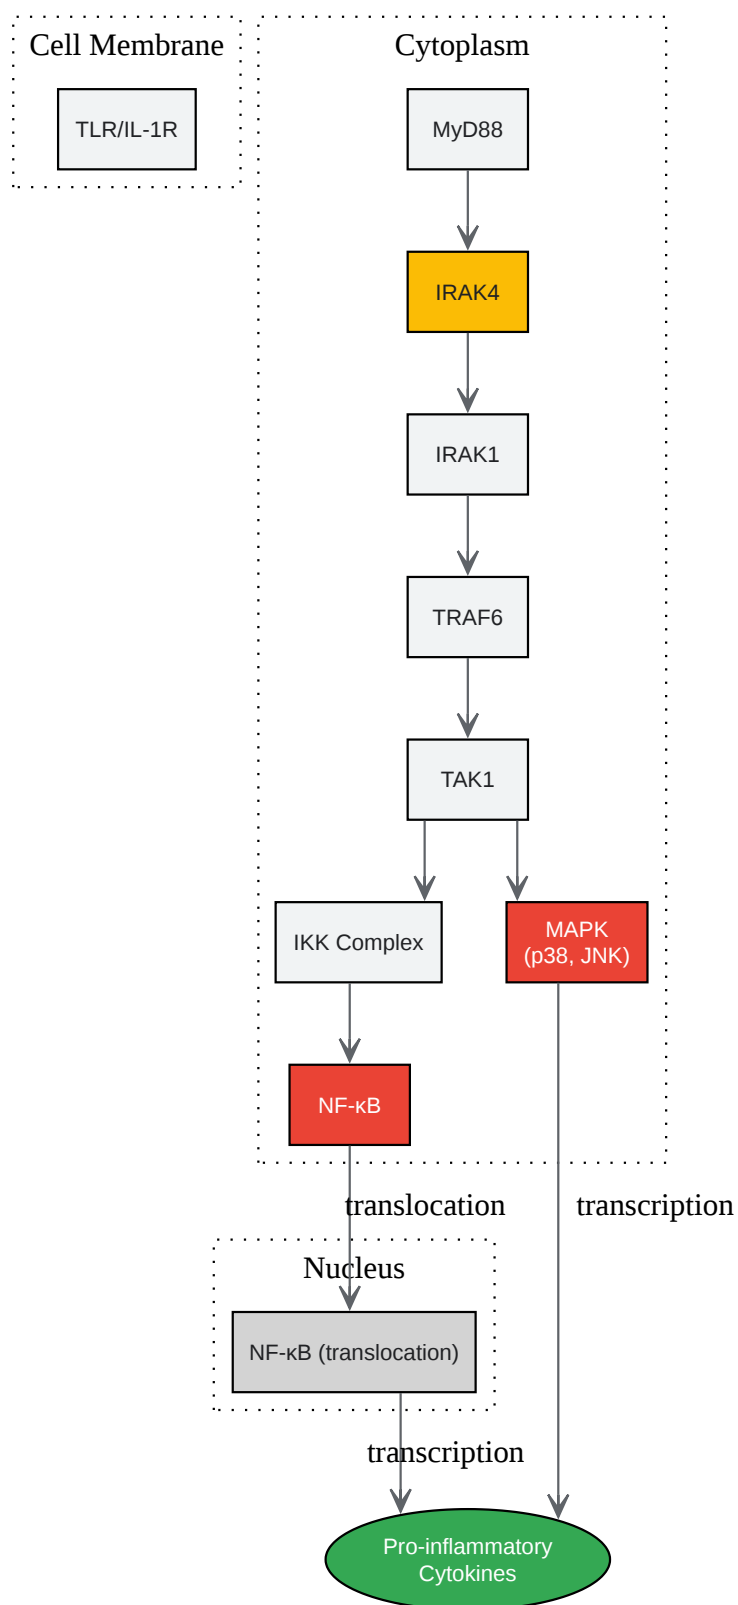 Cell Membrane
Cytoplasm
TLR/IL-1R
MyD88
IRAK4
IRAK1
TRAF6
TAK1
IKK Complex
MAPK
(p38, JNK)
NF-κB
translocation
transcription
Nucleus
NF-κB (translocation)
transcription
Pro-inflammatory
Cytokines